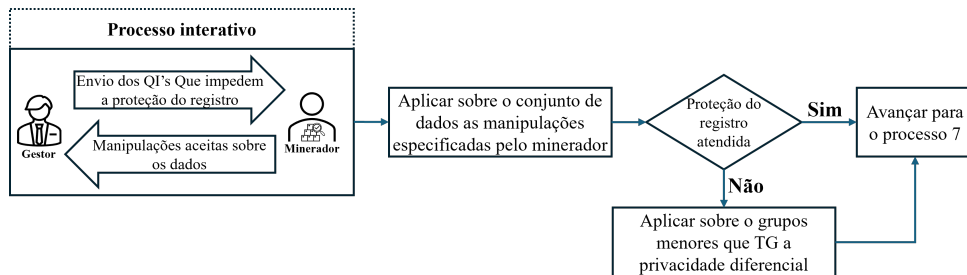 Processo interativo
Envio dos QI's Que impedem
a proteção do registro
Gestor
Minerador
Manipulações aceitas sobre
os dados
Aplicar sobre o conjunto de
dados as manipulações
especificadas pelo minerador
Proteção do
registro
atendida
Sim
Avançar para
o processo 7
Não
Aplicar sobre o grupos
menores que TG a
privacidade diferencial